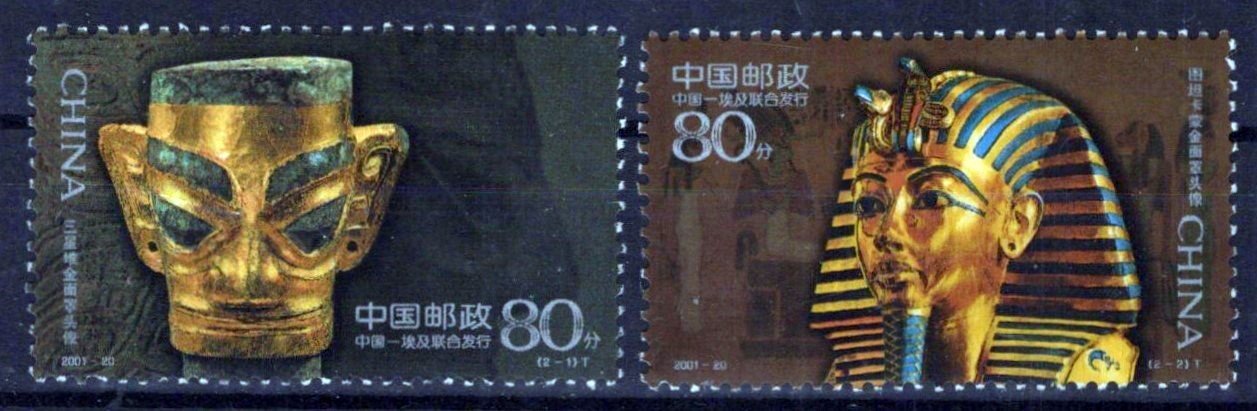 CHINA
三星堆金面罩头像
中国邮政 80分
中国—埃及联合发行
2001-20
(2-1)T
中国邮政
中国—埃及联合发行
80分
图坦卡蒙金面罩头像
CHINA
2001-20
(2-2)T